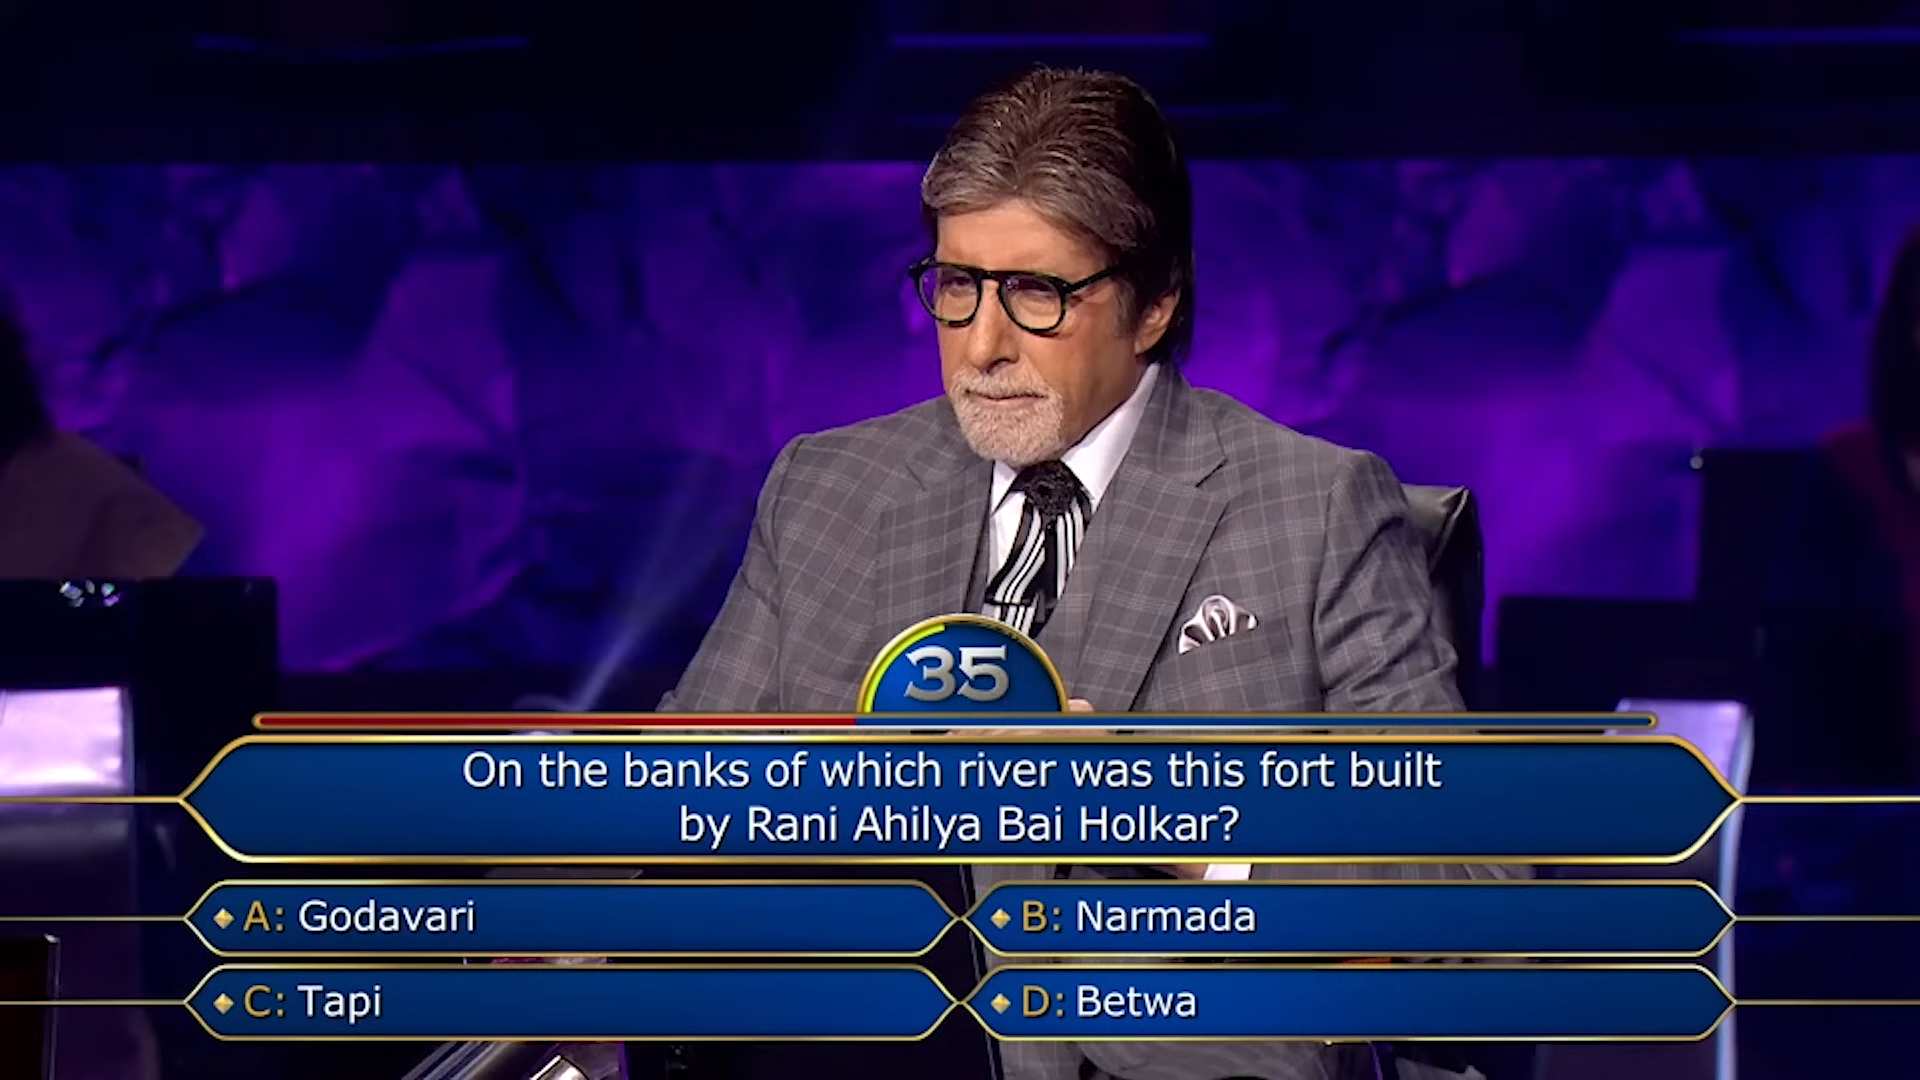 35
On the banks of which river was this fort built
by Rani Ahilya Bai Holkar?
A: Godavari
B: Narmada
C: Tapi
D: Betwa